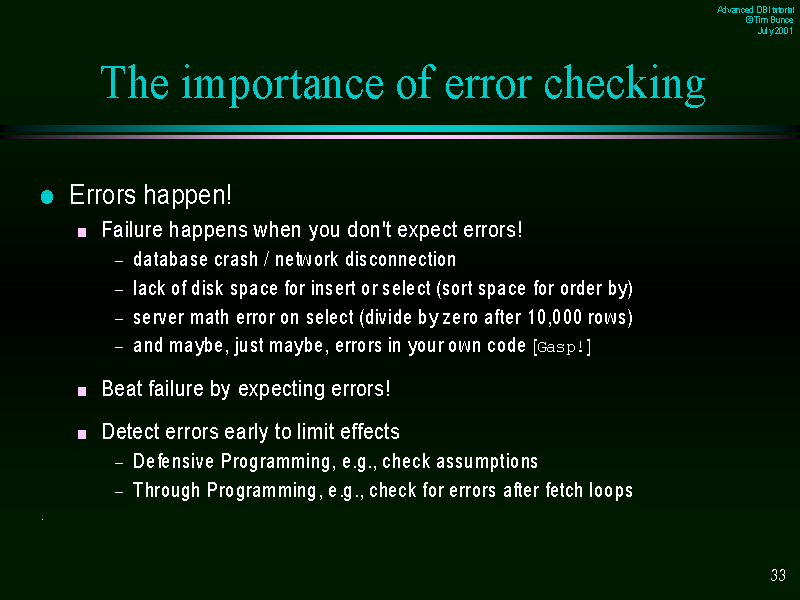 Advanced DBI tutorial
© Tim Bunce
July 2001
The importance of error checking
Errors happen!
Failure happens when you don't expect errors!
– database crash / network disconnection
– lack of disk space for insert or select (sort space for order by)
– server math error on select (divide by zero after 10,000 rows)
– and maybe, just maybe, errors in your own code [Gasp!]
Beat failure by expecting errors!
Detect errors early to limit effects
– Defensive Programming, e.g., check assumptions
– Through Programming, e.g., check for errors after fetch loops
.
33